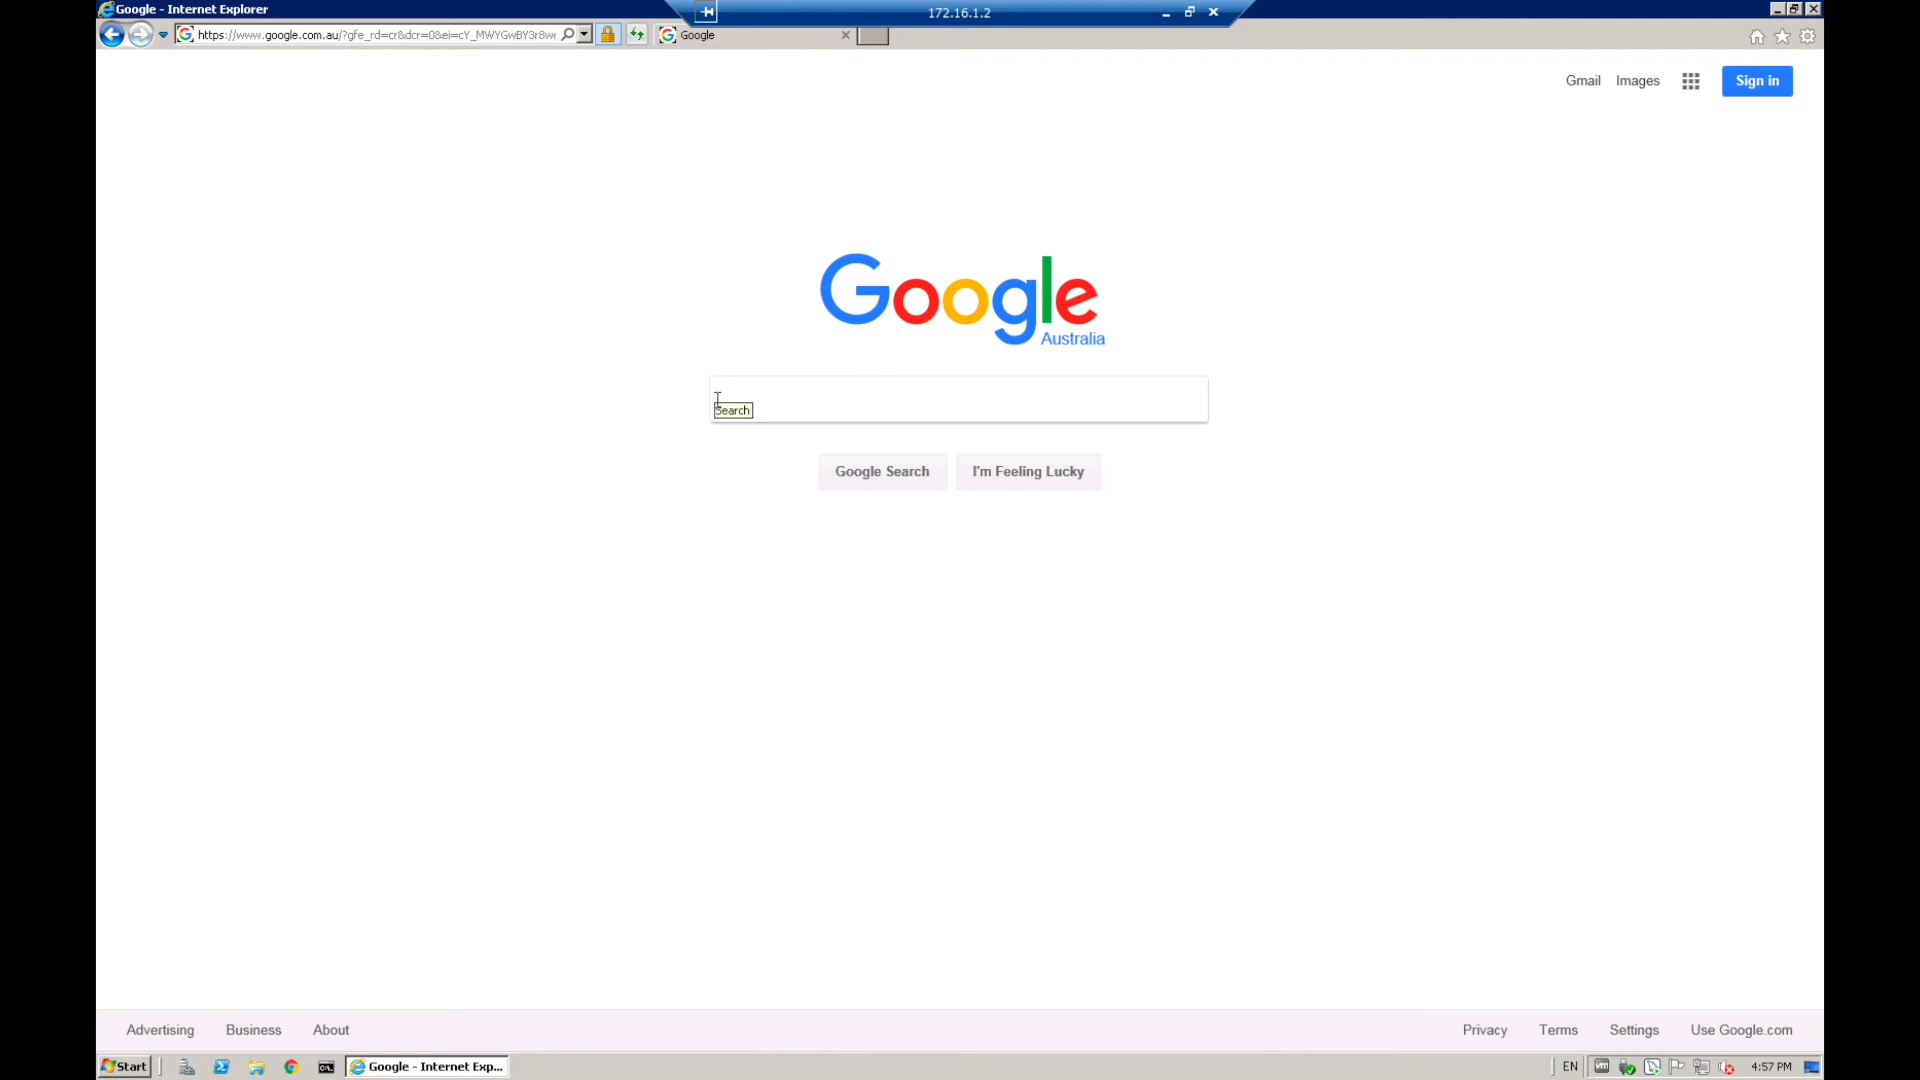 Google - Internet Explorer
172.16.1.2
https://www.google.com.au/?gfe_rd=cr&dcr=0&ei=cY_MWYGwBY3r8we
Google
Gmail Images Sign in
Google
Australia
Search
Google Search I'm Feeling Lucky
Advertising Business About Privacy Terms Settings Use Google.com
Start Google - Internet Exp... EN 4:57 PM